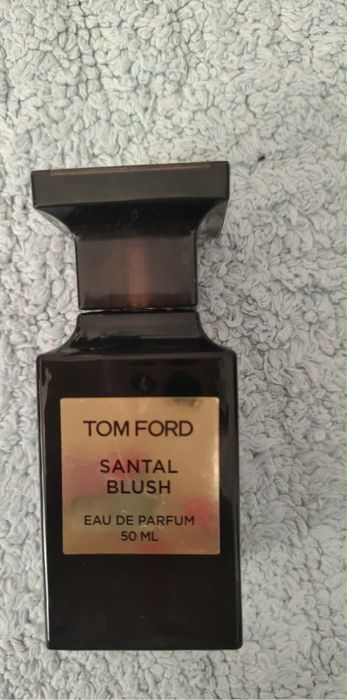 TOM FORD
SANTAL
BLUSH
EAU DE PARFUM
50 ML